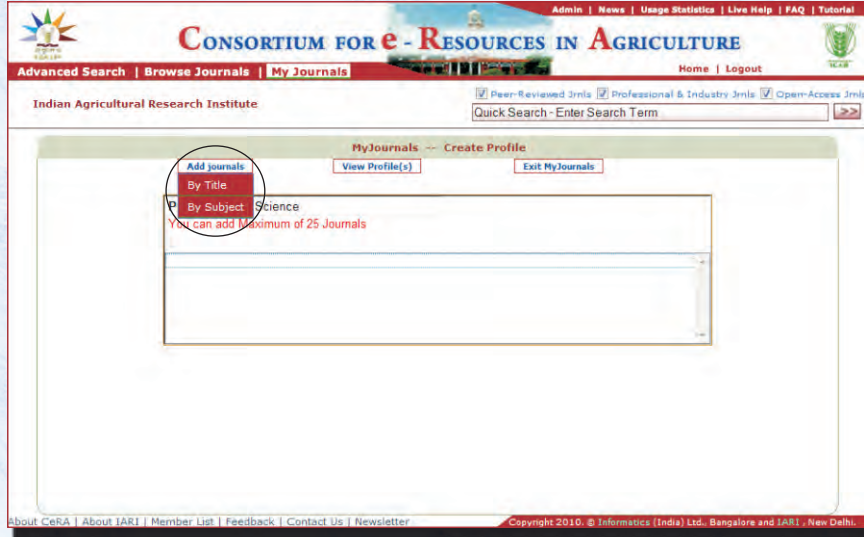 Admin | News | Usage Statistics | Live Help | FAQ | Tutorial
CONSORTIUM FOR e - RESOURCES IN AGRICULTURE
Advanced Search | Browse Journals | My Journals
Home | Logout
Indian Agricultural Research Institute
Peer-Reviewed Jrnls Professional & Industry Jrnls Open-Access Jrnls
Quick Search - Enter Search Term >>
MyJournals -- Create Profile
Add journals View Profile(s) Exit MyJournals
By Title
By Subject Science
You can add Maximum of 25 Journals
About CeRA | About IARI | Member List | Feedback | Contact Us | Newsletter
Copyright 2010. © Informatics (India) Ltd., Bangalore and IARI , New Delhi.